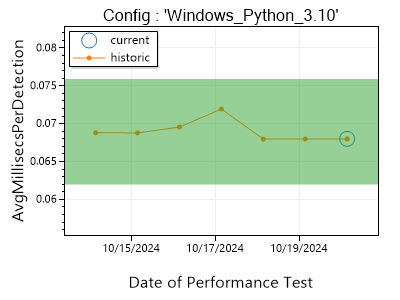 Config : 'Windows_Python_3.10'
current
historic
AvgMillisecsPerDetection
0.08
0.075
0.07
0.065
0.06
10/15/2024
10/17/2024
10/19/2024
Date of Performance Test